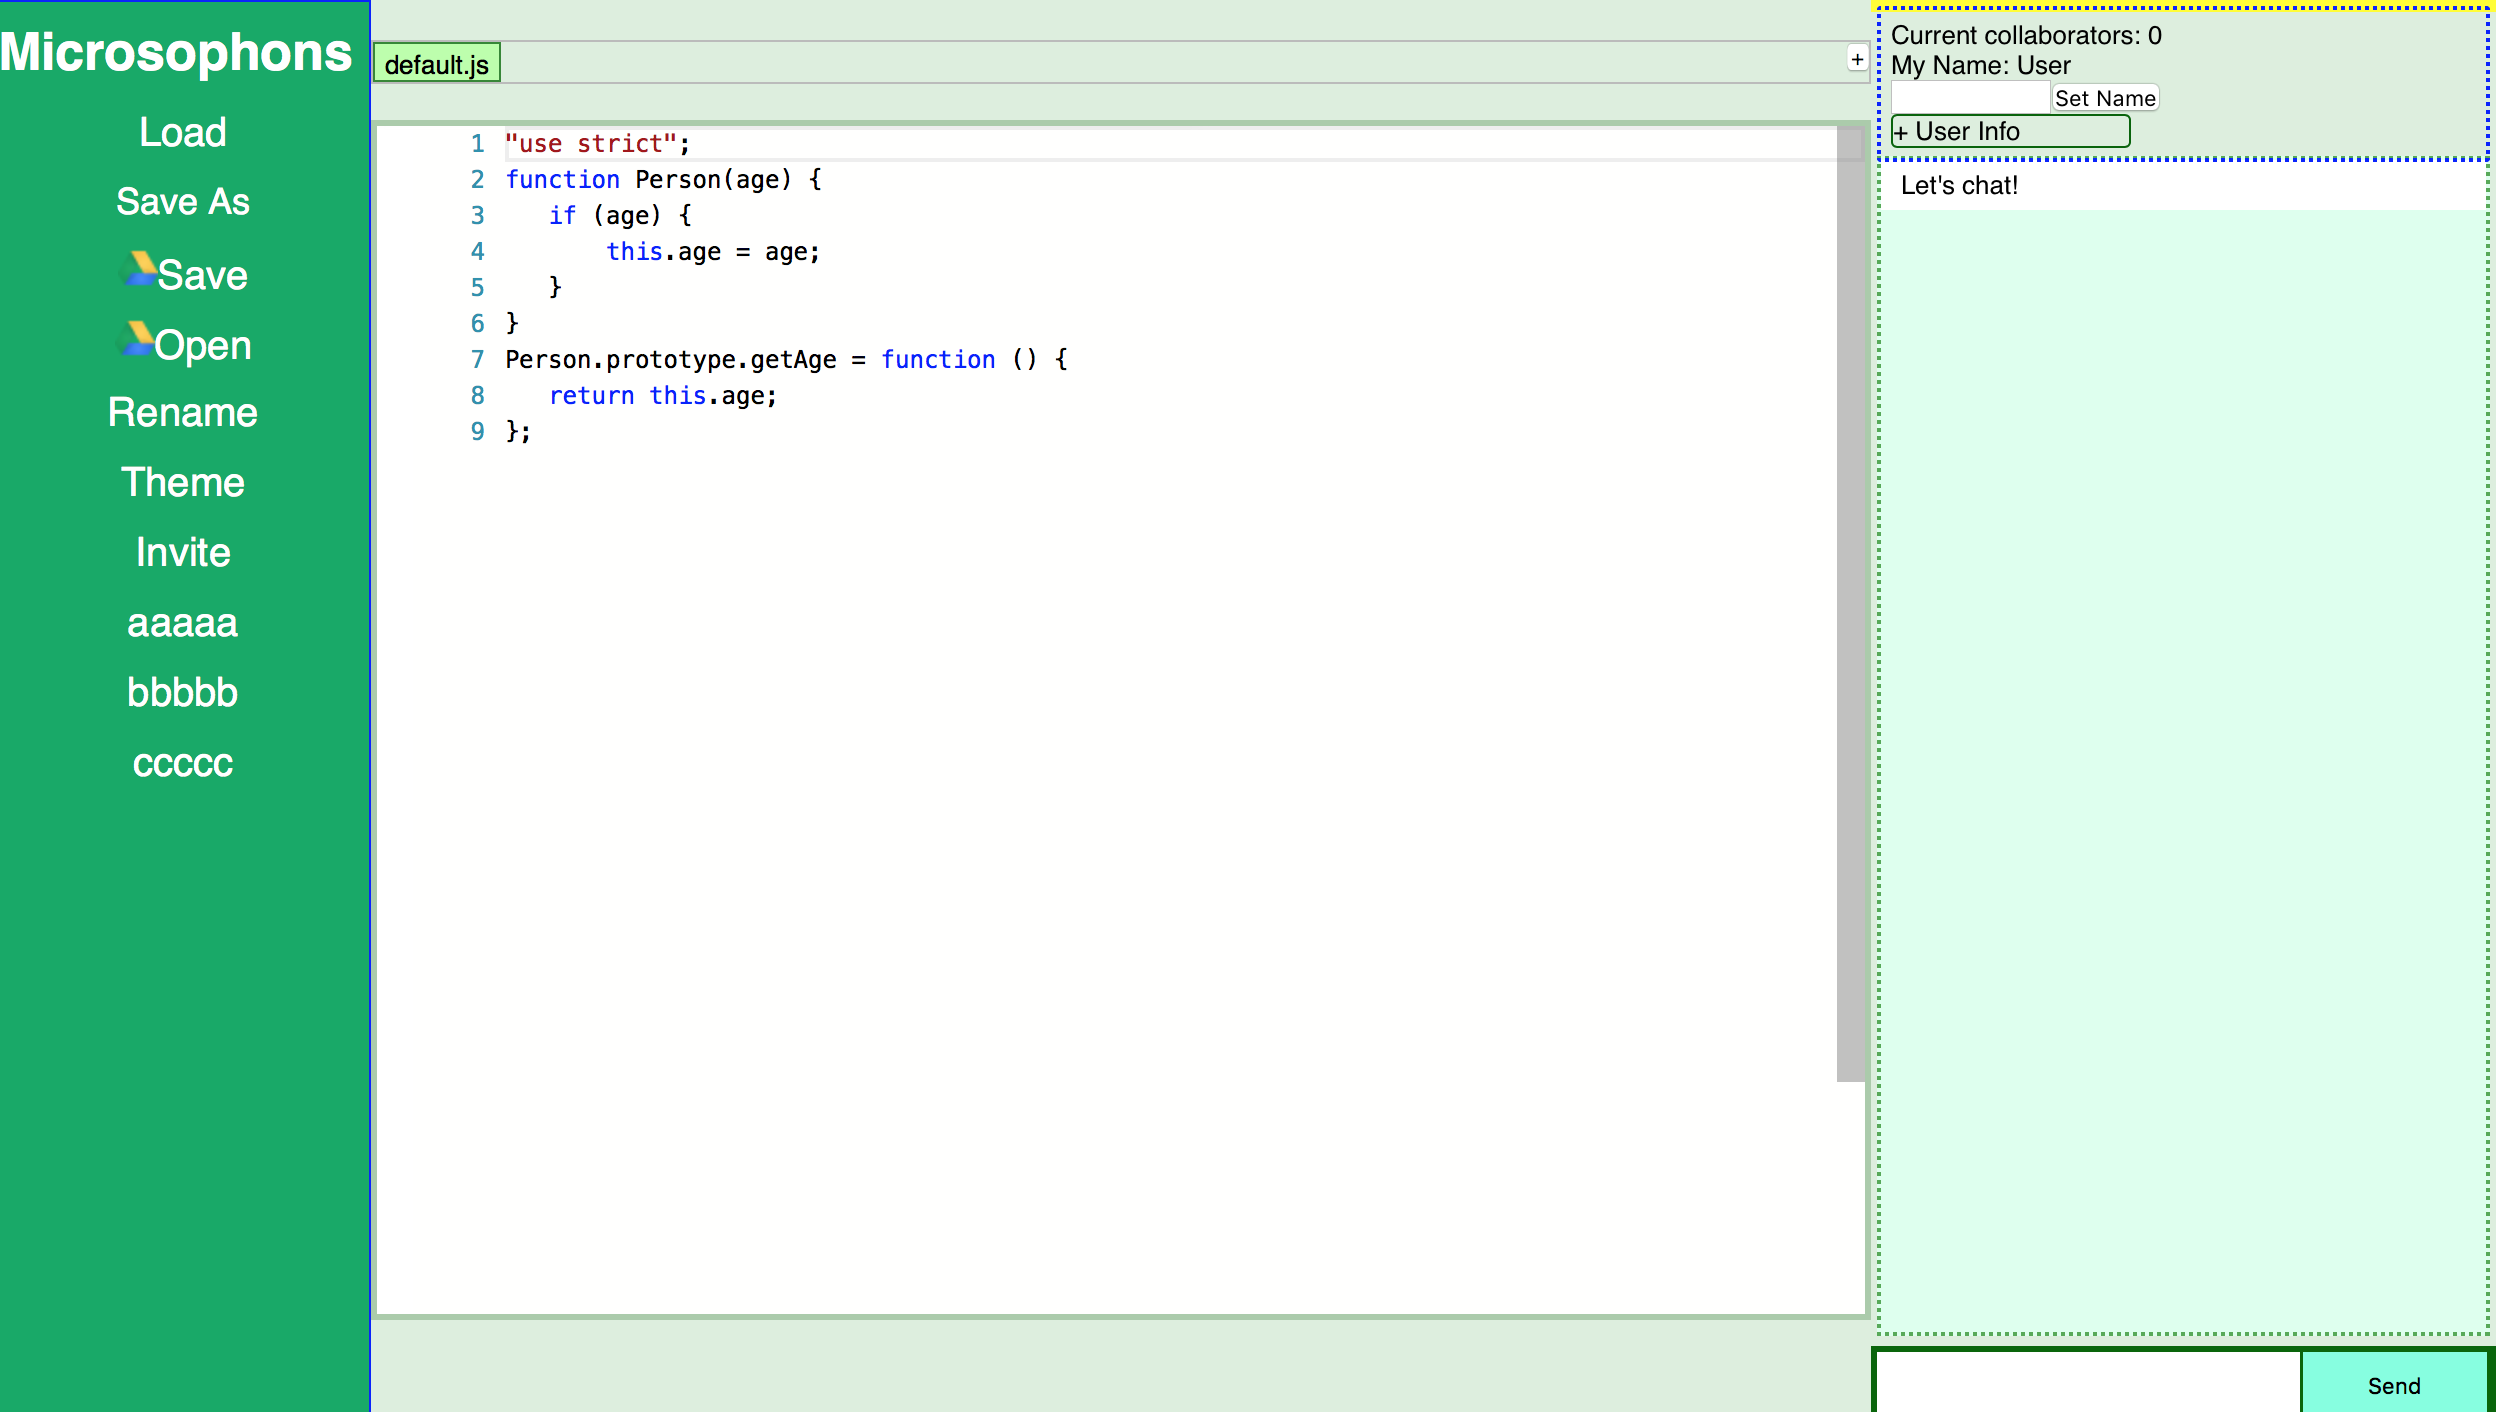 Microsophons
Load
Save As
Save
Open
Rename
Theme
Invite
aaaaa
bbbbb
ccccc
default.js
+
1 "use strict";
2 function Person(age) {
3    if (age) {
4        this.age = age;
5    }
6 }
7 Person.prototype.getAge = function () {
8    return this.age;
9 };
Current collaborators: 0
My Name: User
Set Name
+ User Info
Let's chat!
Send